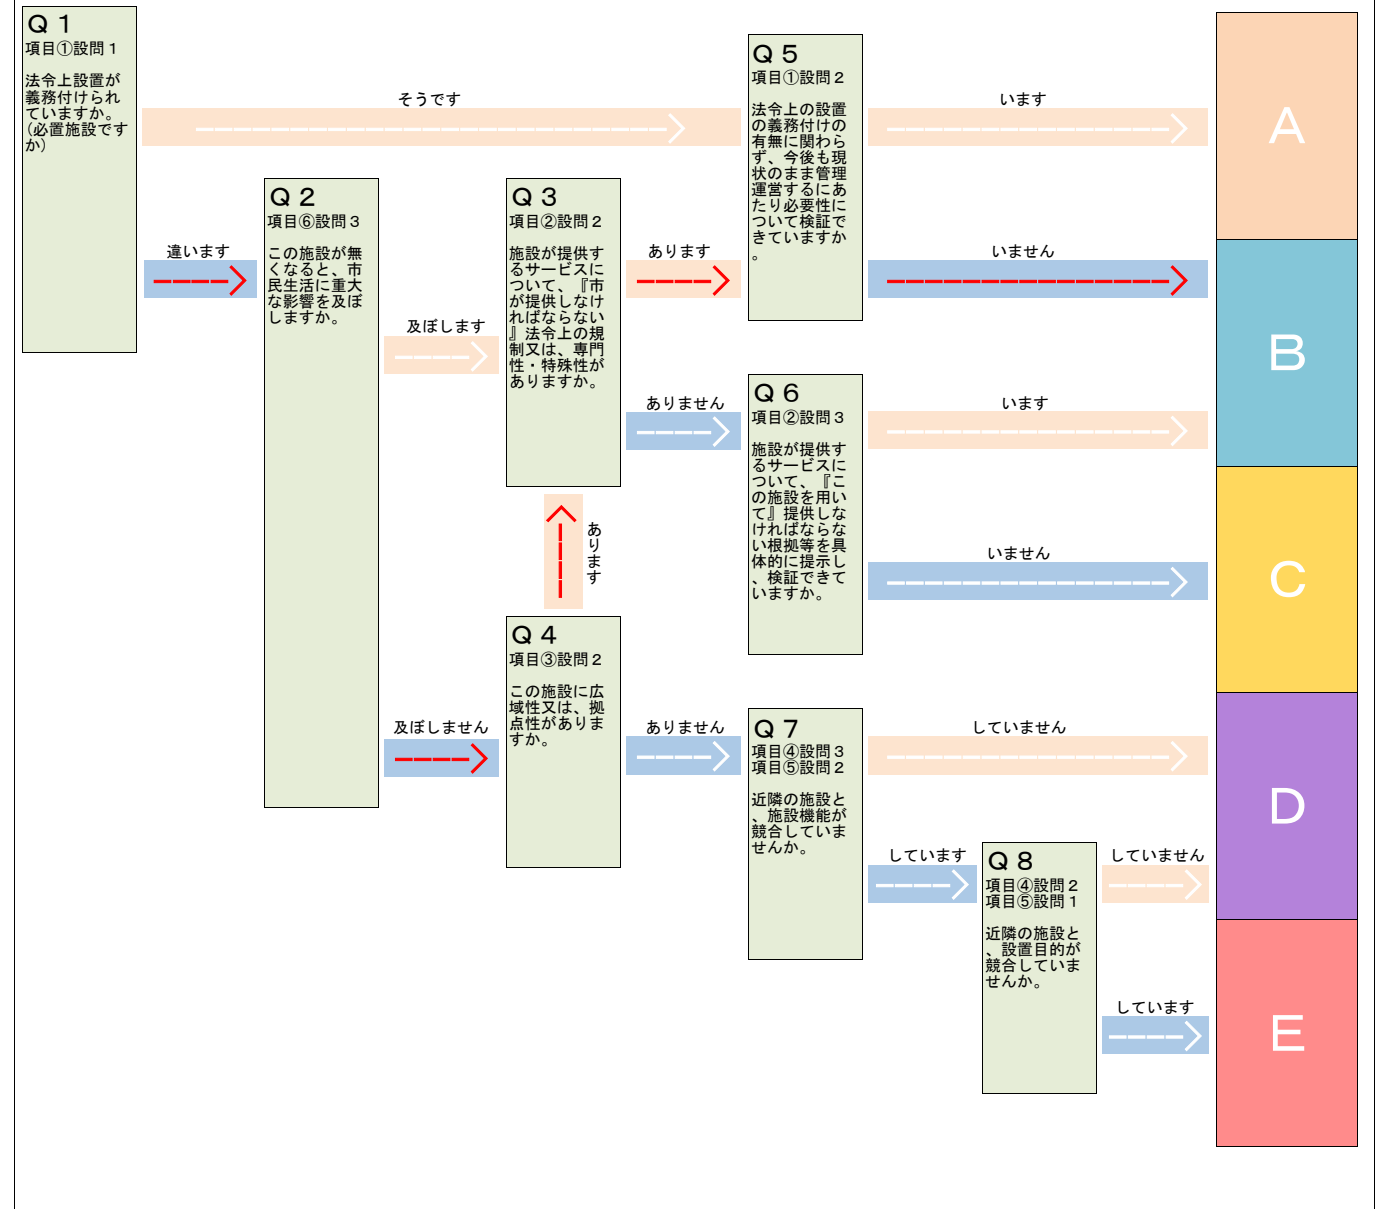 Ｑ１
項目①設問１
法令上設置が
義務付けられ
ていますか。
（必置施設です
か）
そうです
違います
Ｑ２
項目⑥設問３
この施設が無
くなると、市
民生活に重大
な影響を及ぼ
しますか。
及ぼします
及ぼしません
Ｑ３
項目②設問２
施設が提供す
るサービスに
ついて、『市
が提供しなけ
ればならない
』法令上の規
制又は、専門
性・特殊性が
ありますか。
あります
ありません
あります
Ｑ４
項目③設問２
この施設に広
域性又は、拠
点性がありま
すか。
ありません
Ｑ５
項目①設問２
法令上の設置
の義務付けの
有無に関わら
ず、今後も現
状のまま管理
運営するにあ
たり必要性に
ついて検証で
きていますか
。
います
いません
Ｑ６
項目②設問３
施設が提供す
るサービスに
ついて、『こ
の施設を用い
て』提供しな
ければならな
い根拠等を具
体的に提示し
、検証できて
いますか。
います
いません
Ｑ７
項目④設問３
項目⑤設問２
近隣の施設と
、施設機能が
競合していま
せんか。
していません
しています
Ｑ８
項目④設問２
項目⑤設問１
近隣の施設と
、設置目的が
競合していま
せんか。
していません
しています
Ａ
Ｂ
Ｃ
Ｄ
Ｅ